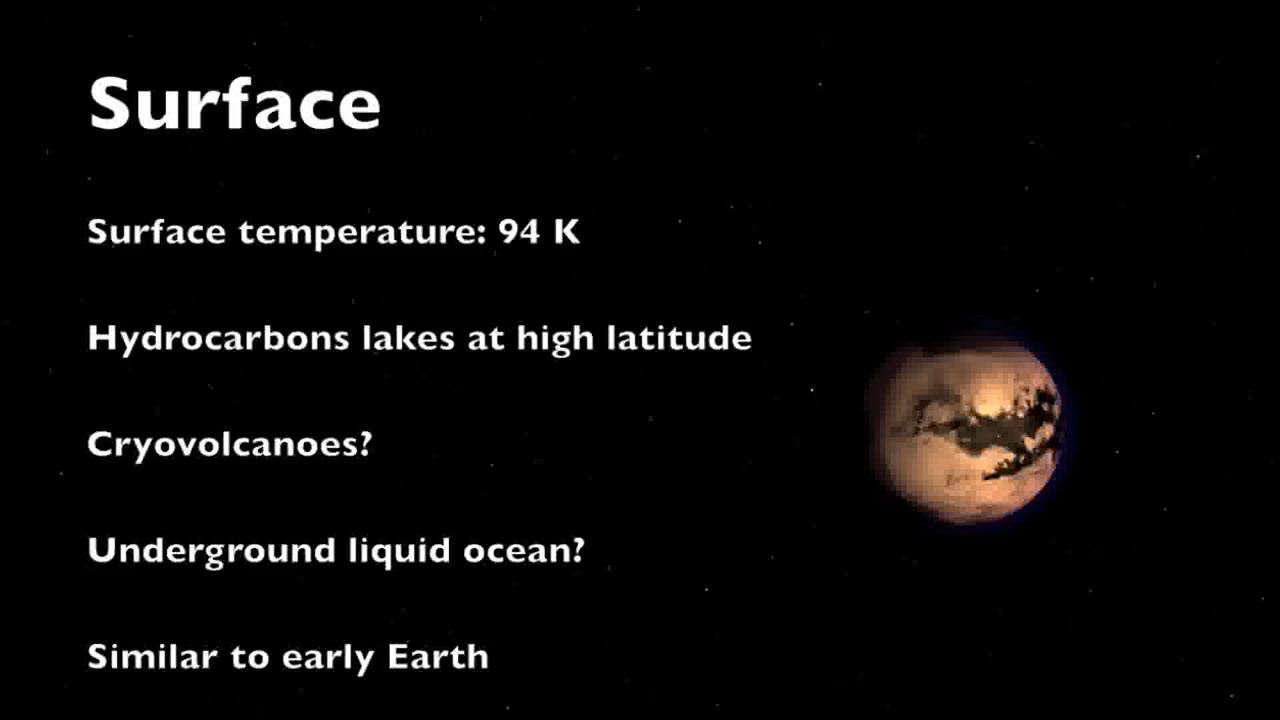 Surface
Surface temperature: 94 K
Hydrocarbons lakes at high latitude
Cryovolcanoes?
Underground liquid ocean?
Similar to early Earth